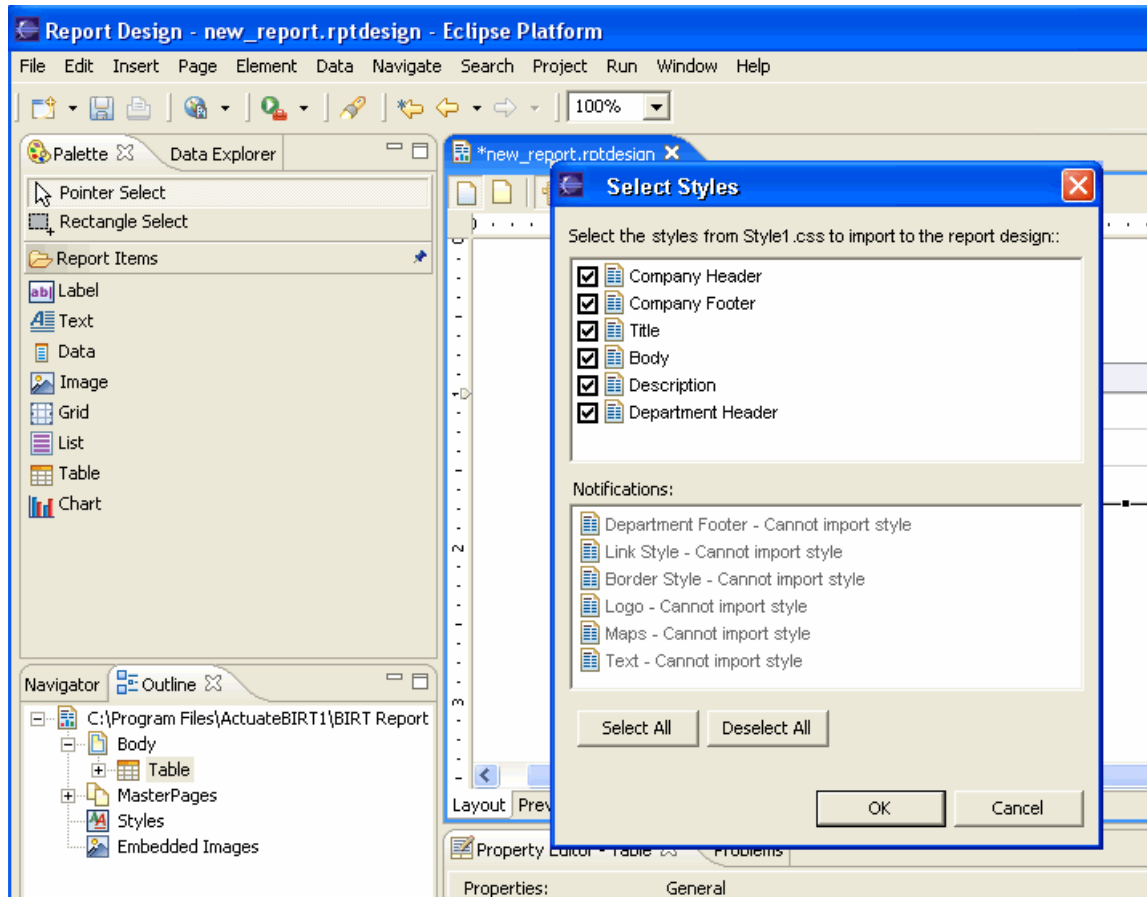 Report Design - new_report.rptdesign - Eclipse Platform
File Edit Insert Page Element Data Navigate Search Project Run Window Help
100%
Palette Data Explorer
Pointer Select
Rectangle Select
Report Items
ab Label
Text
Data
Image
Grid
List
Table
Chart
Navigator Outline
C:\Program Files\ActuateBIRT1\BIRT Report
Body
Table
MasterPages
Styles
Embedded Images
*new_report.rptdesign
0
1
2
3
Layout
Property Editor - Table Problems
Properties: General
Select Styles
Select the styles from Style1.css to import to the report design::
Company Header
Company Footer
Title
Body
Description
Department Header
Notifications:
Department Footer - Cannot import style
Link Style - Cannot import style
Border Style - Cannot import style
Logo - Cannot import style
Maps - Cannot import style
Text - Cannot import style
Select All Deselect All
OK Cancel